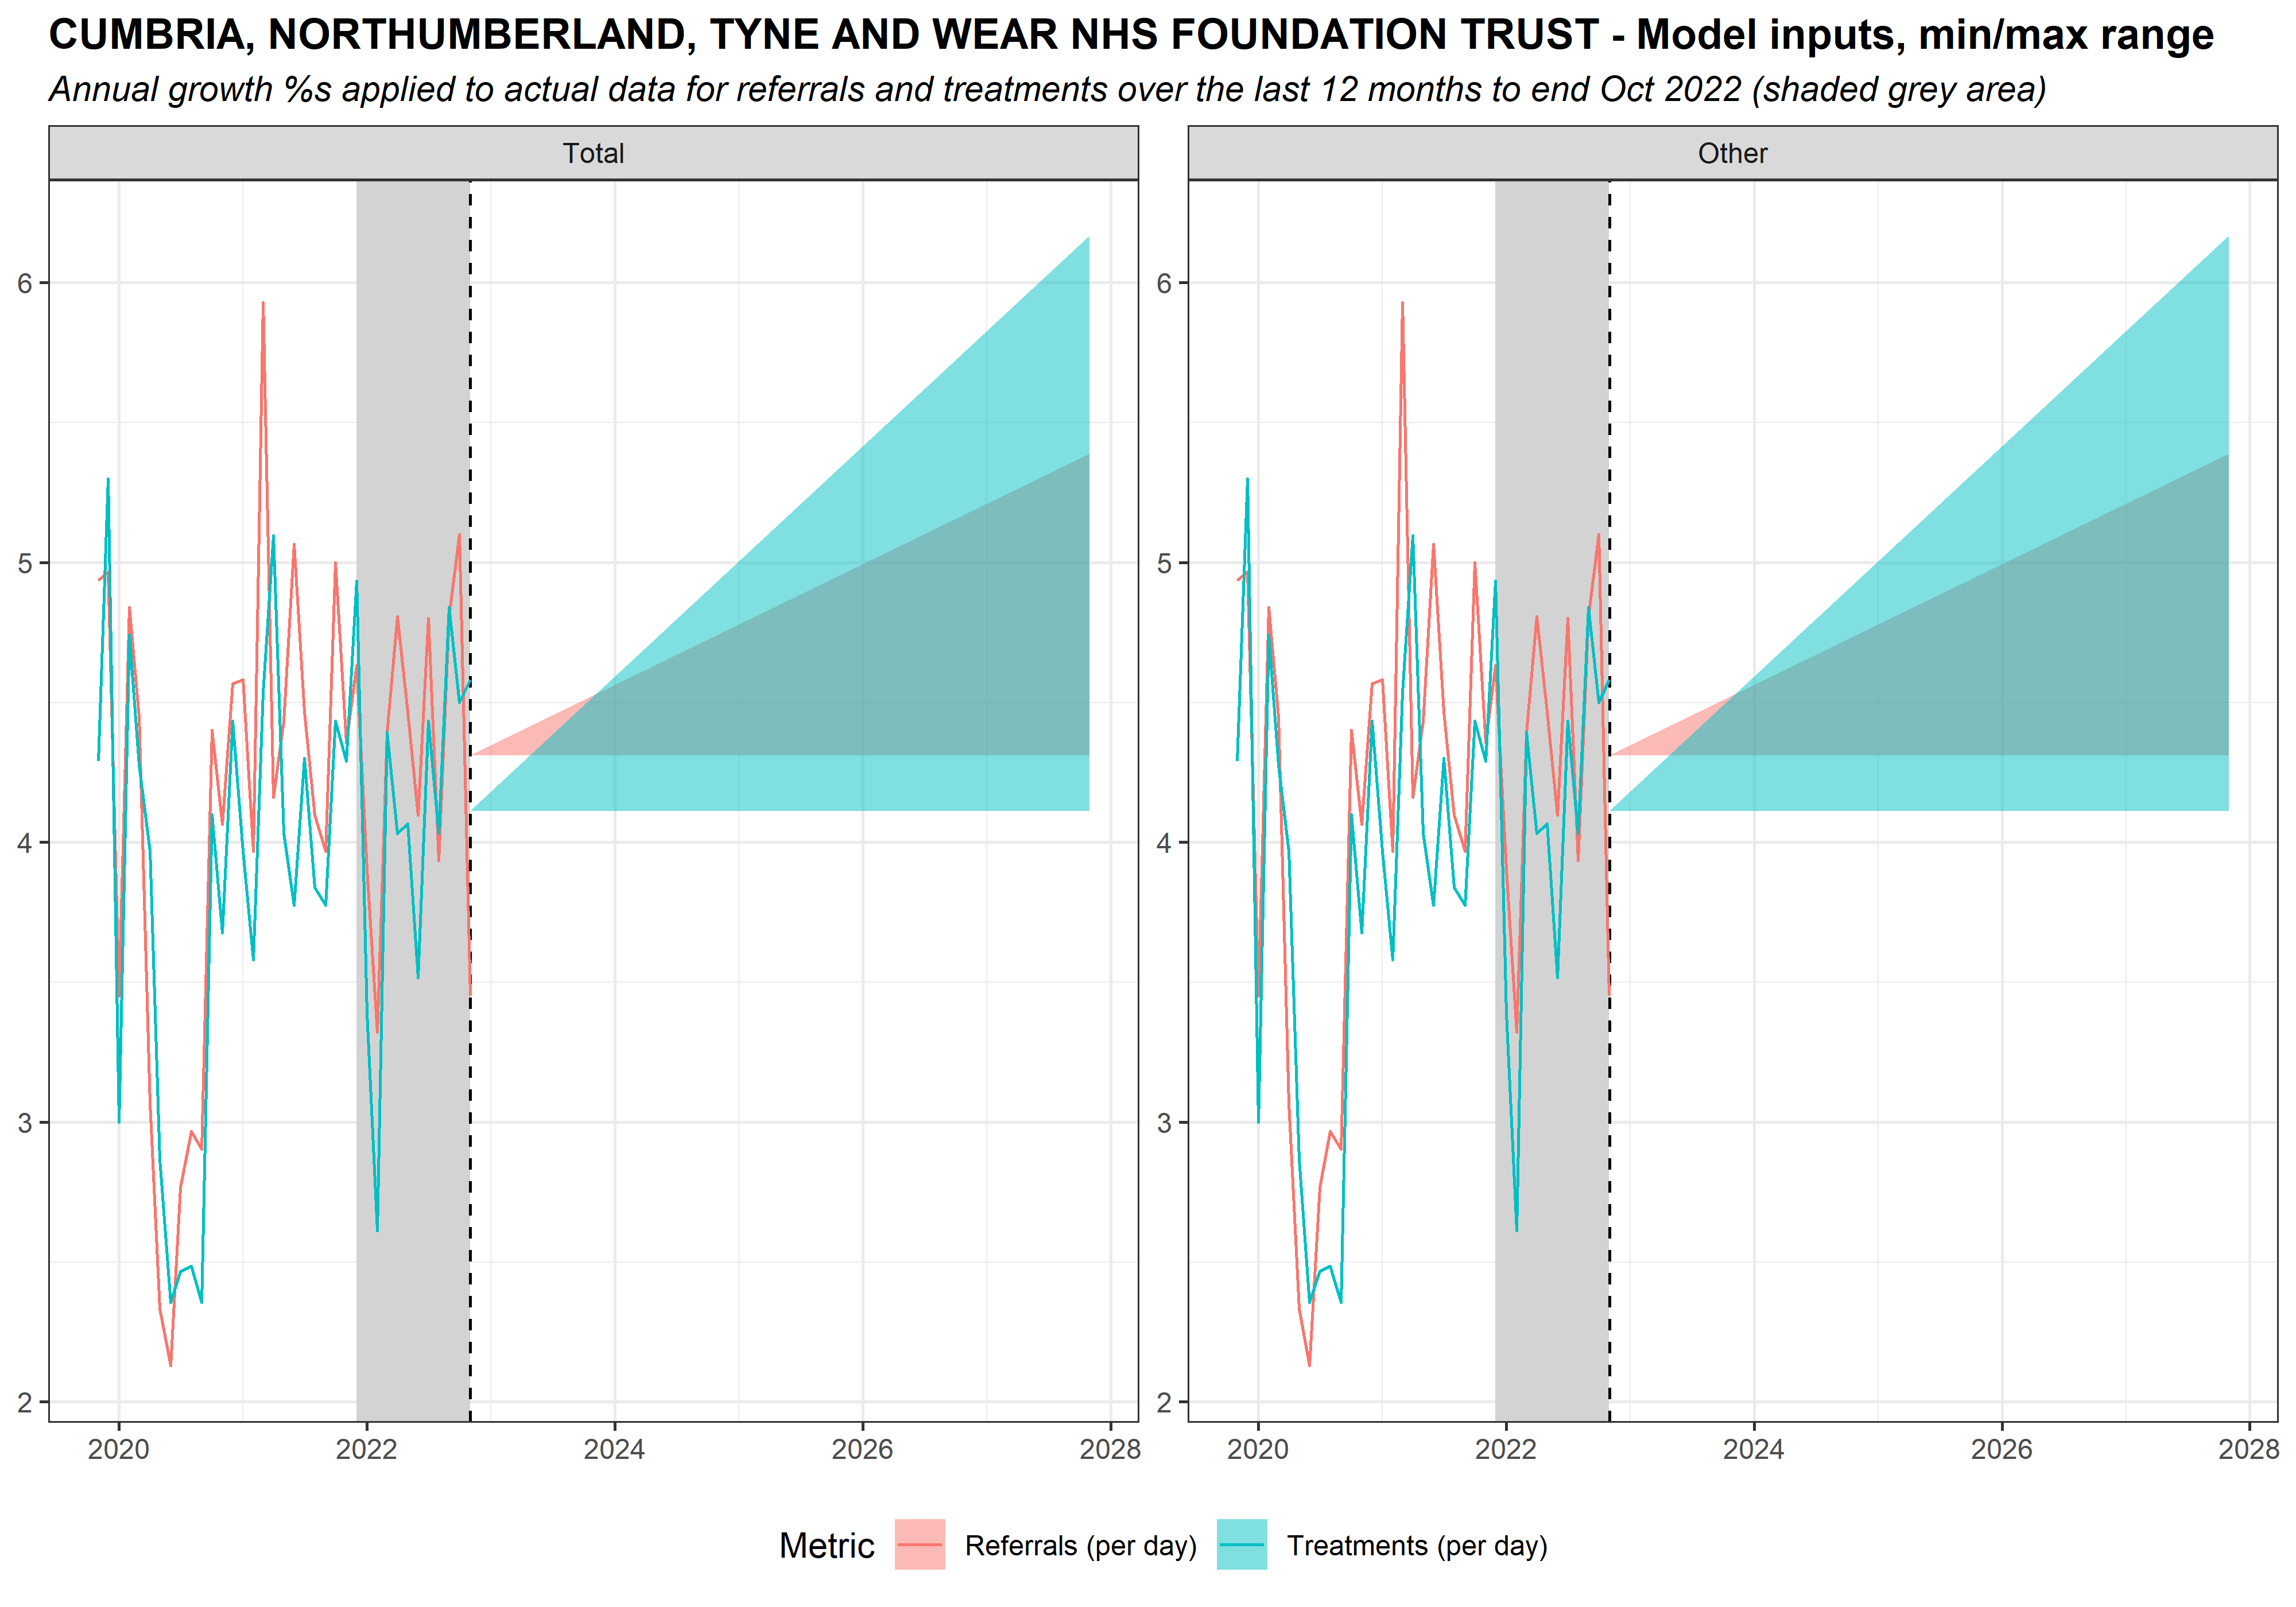 CUMBRIA, NORTHUMBERLAND, TYNE AND WEAR NHS FOUNDATION TRUST - Model inputs, min/max range
Annual growth %s applied to actual data for referrals and treatments over the last 12 months to end Oct 2022 (shaded grey area)
Total
Other
6
5
4
3
2
6
5
4
3
2
2020 2022 2024 2026 2028
2020 2022 2024 2026 2028
Metric Referrals (per day) Treatments (per day)